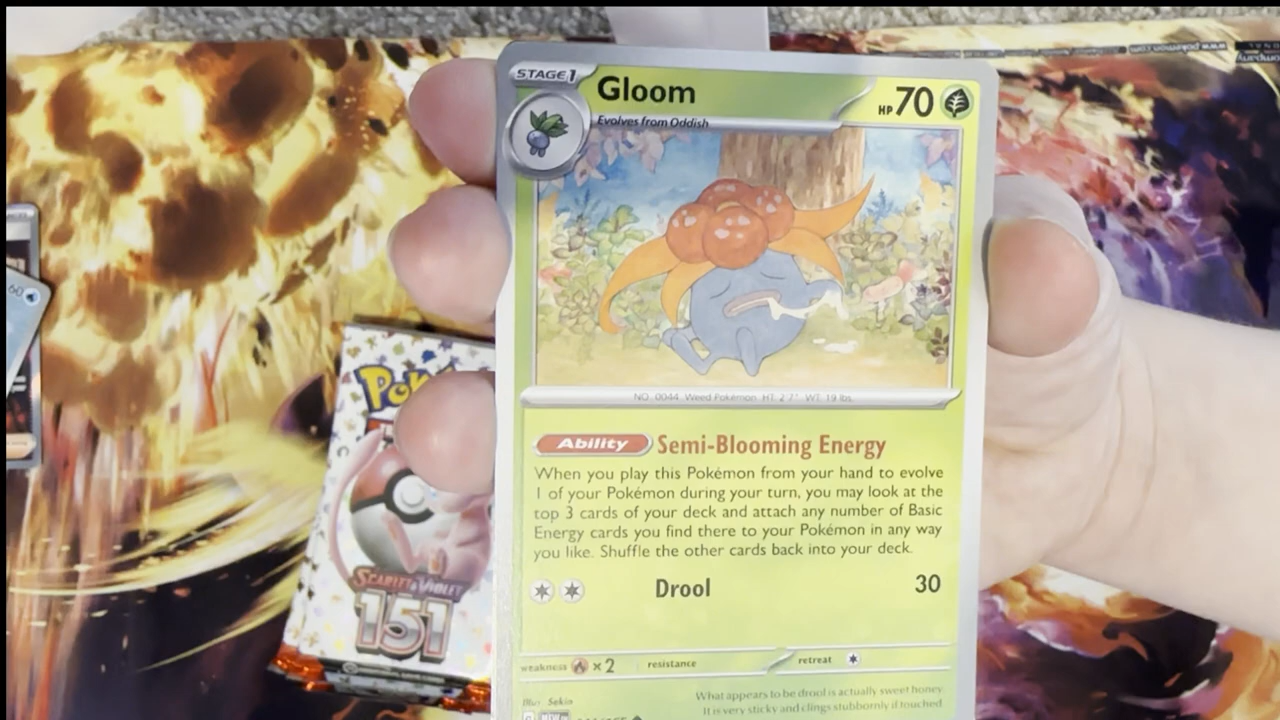 STAGE 1
Gloom
HP 70
Evolves from Oddish
NO. 0044 Weed Pokémon HT: 2'7" WT: 19 lbs.
Ability Semi-Blooming Energy
When you play this Pokémon from your hand to evolve
1 of your Pokémon during your turn, you may look at the
top 3 cards of your deck and attach any number of Basic
Energy cards you find there to your Pokémon in any way
you like. Shuffle the other cards back into your deck.
Drool 30
weakness ×2 resistance retreat
Illus. Sekio
What appears to be drool is actually sweet honey.
It is very sticky and clings stubbornly if touched
60
SCARLET & VIOLET
151
www.pokemon.com